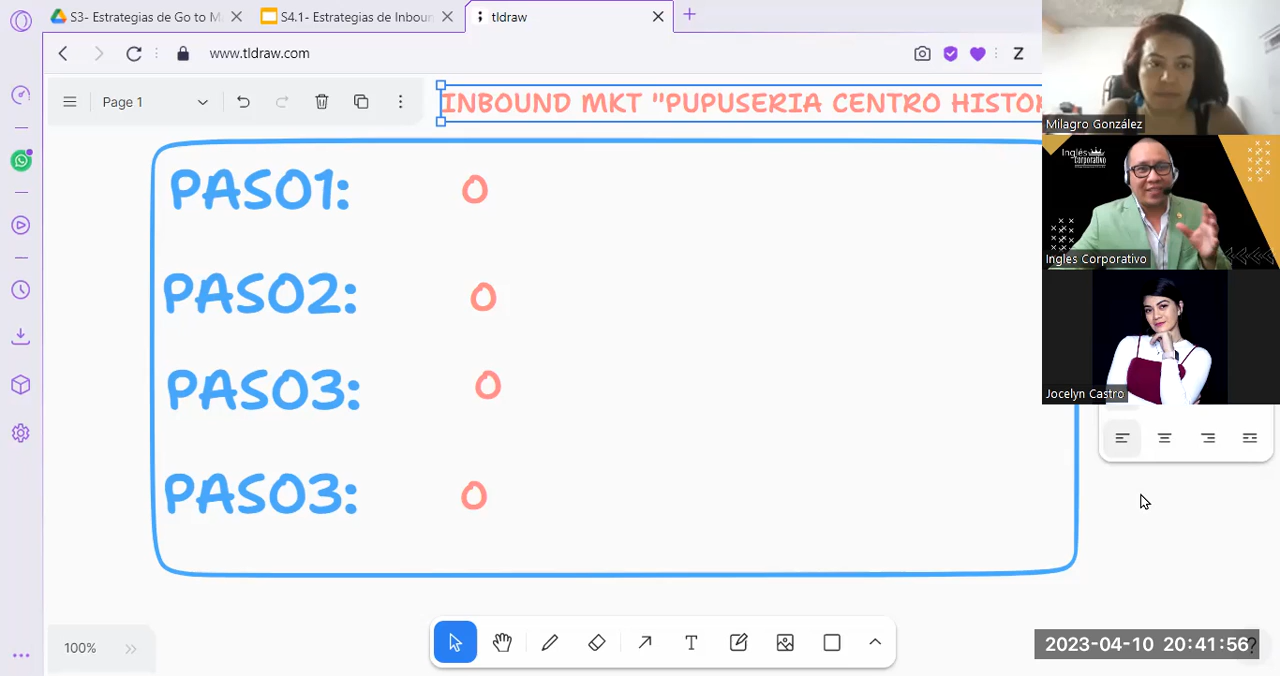 S3- Estrategias de Go to M
S4.1- Estrategias de Inboun
tldraw
www.tldraw.com
Z
Page 1
INBOUND MKT "PUPUSERIA CENTRO HISTO
PASO1: O
PASO2: O
PASO3: O
PASO3: O
Milagro González
Inglés
Corporativo
Ingles Corporativo
Jocelyn Castro
100%
T
2023-04-10 20:41:56
?